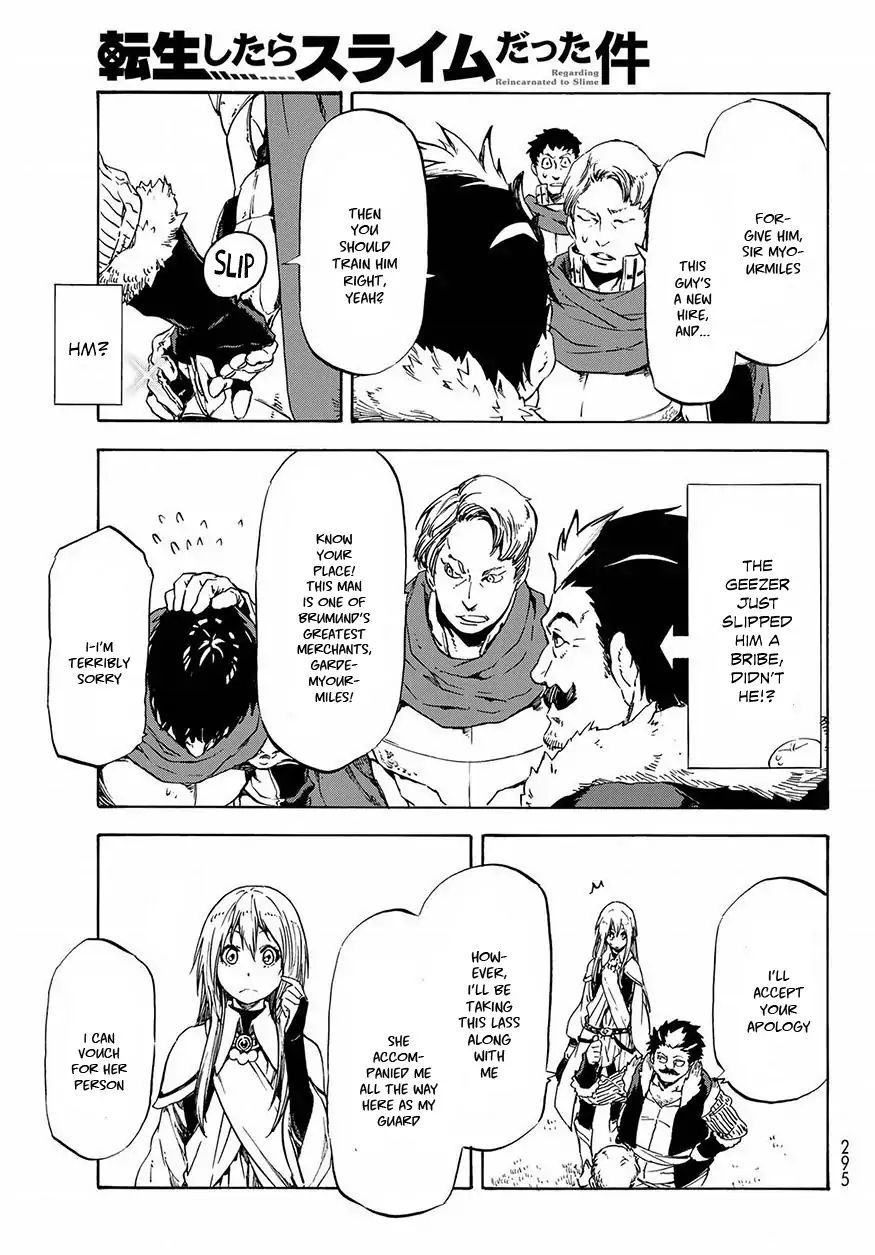 転生したらスライムだった件
Regarding
Reincarnated to Slime
FOR-
GIVE HIM,
SIR MYO-
URMILES
THIS
GUY'S
A NEW
HIRE,
AND...
THEN
YOU
SHOULD
TRAIN HIM
RIGHT,
YEAH?
SLIP
HM?
THE
GEEZER
JUST
SLIPPED
HIM A
BRIBE,
DIDN'T
HE!?
KNOW
YOUR
PLACE!
THIS MAN
IS ONE OF
BRUMUND'S
GREATEST
MERCHANTS,
GARDE-
MYOUR-
MILES!
I-I'M
TERRIBLY
SORRY
I'LL
ACCEPT
YOUR
APOLOGY
HOW-
EVER,
I'LL BE
TAKING
THIS LASS
ALONG
WITH
ME
SHE
ACCOM-
PANIED ME
ALL THE WAY
HERE AS MY
GUARD
I CAN
VOUCH
FOR HER
PERSON
295